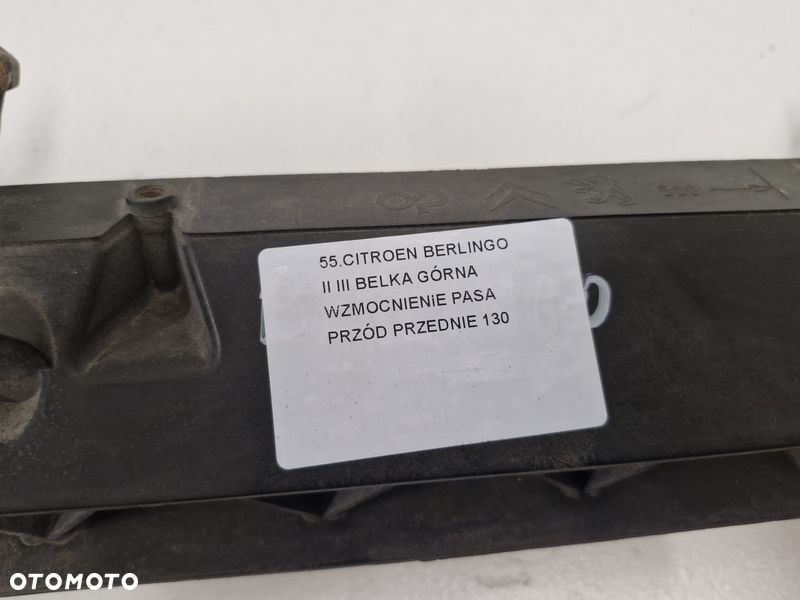 55.CITROEN BERLINGO
II III BELKA GÓRNA
WZMOCNIENIE PASA
PRZÓD PRZEDNIE 130
OTOMOTO